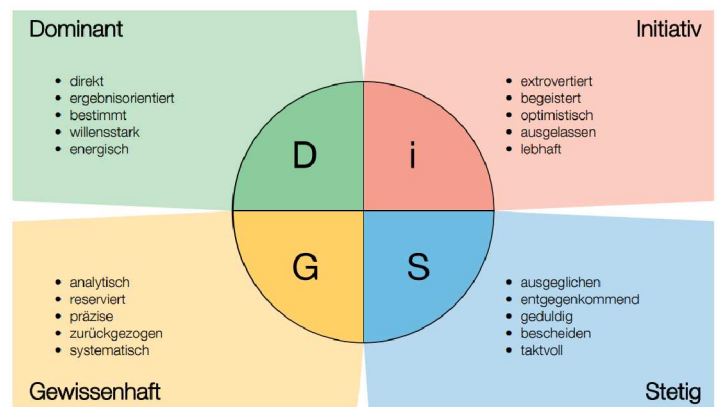 Dominant
• direkt
• ergebnisorientiert
• bestimmt
• willensstark
• energisch
Initiativ
• extrovertiert
• begeistert
• optimistisch
• ausgelassen
• lebhaft
D
i
G
S
• analytisch
• reserviert
• präzise
• zurückgezogen
• systematisch
Gewissenhaft
• ausgeglichen
• entgegenkommend
• geduldig
• bescheiden
• taktvoll
Stetig